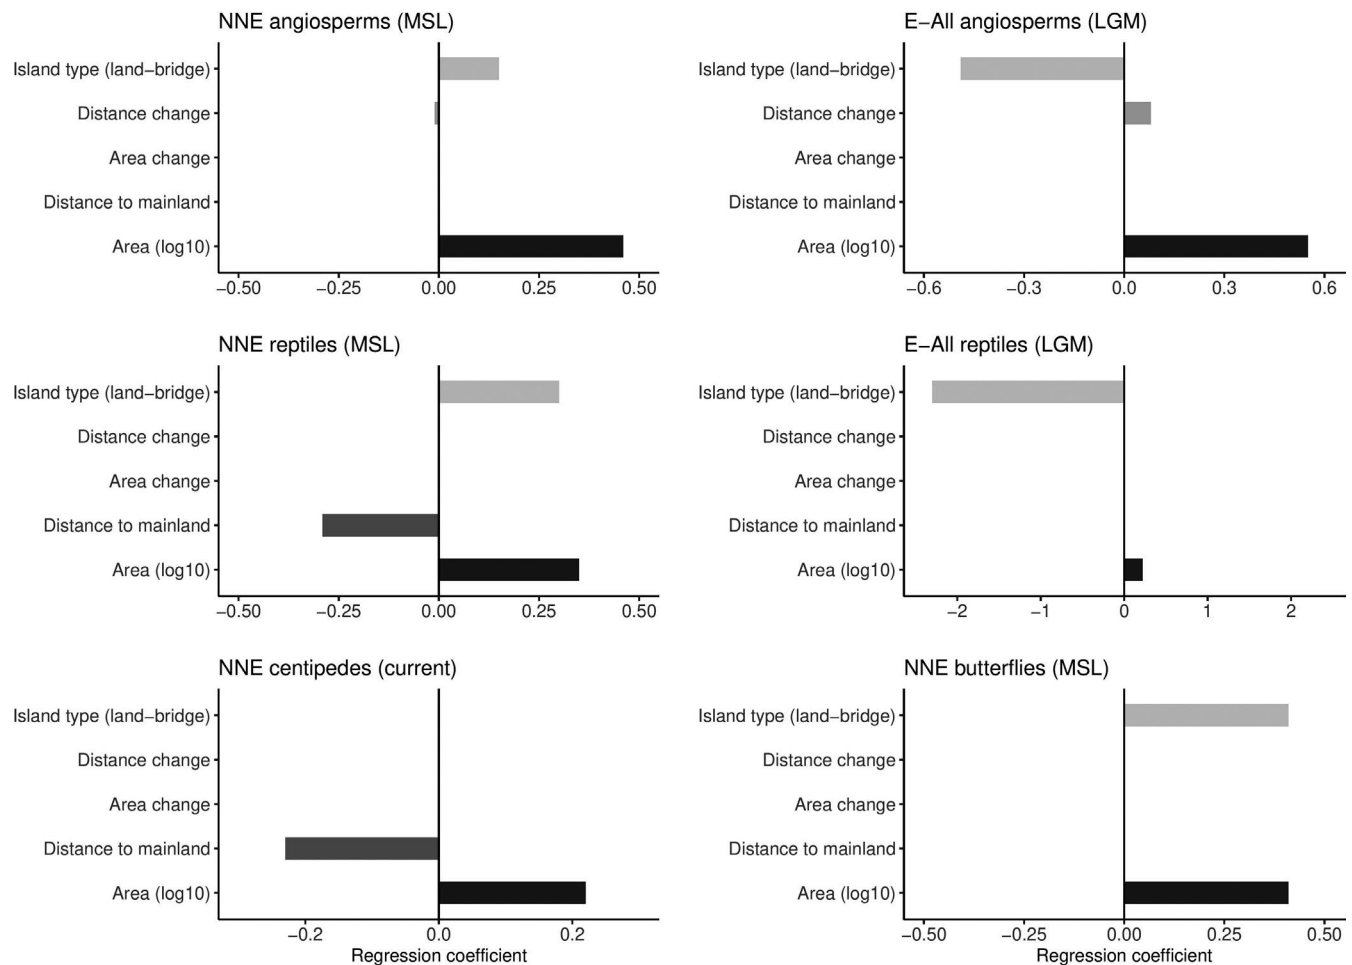 NNE angiosperms (MSL)
Island type (land−bridge)
Distance change
Area change
Distance to mainland
Area (log10)
−0.50 −0.25 0.00 0.25 0.50
E−All angiosperms (LGM)
Island type (land−bridge)
Distance change
Area change
Distance to mainland
Area (log10)
−0.6 −0.3 0.0 0.3 0.6
NNE reptiles (MSL)
Island type (land−bridge)
Distance change
Area change
Distance to mainland
Area (log10)
−0.50 −0.25 0.00 0.25 0.50
E−All reptiles (LGM)
Island type (land−bridge)
Distance change
Area change
Distance to mainland
Area (log10)
−2 −1 0 1 2
NNE centipedes (current)
Island type (land−bridge)
Distance change
Area change
Distance to mainland
Area (log10)
−0.2 0.0 0.2
Regression coefficient
NNE butterflies (MSL)
Island type (land−bridge)
Distance change
Area change
Distance to mainland
Area (log10)
−0.50 −0.25 0.00 0.25 0.50
Regression coefficient